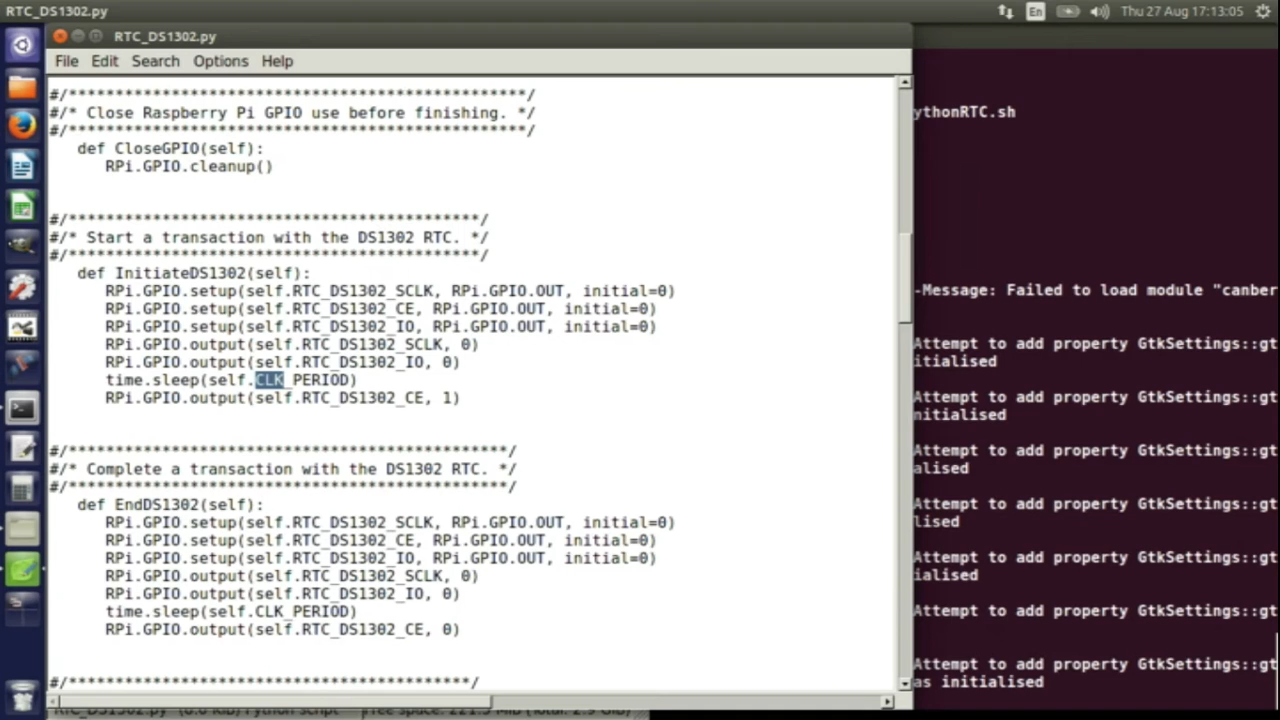 RTC_DS1302.py
En
Thu 27 Aug 17:13:05
RTC_DS1302.py
File Edit Search Options Help
#/*************************************************/
#/* Close Raspberry Pi GPIO use before finishing. */
#/*************************************************/
def CloseGPIO(self):
RPi.GPIO.cleanup()
#/********************************************/
#/* Start a transaction with the DS1302 RTC. */
#/********************************************/
def InitiateDS1302(self):
RPi.GPIO.setup(self.RTC_DS1302_SCLK, RPi.GPIO.OUT, initial=0)
RPi.GPIO.setup(self.RTC_DS1302_CE, RPi.GPIO.OUT, initial=0)
RPi.GPIO.setup(self.RTC_DS1302_IO, RPi.GPIO.OUT, initial=0)
RPi.GPIO.output(self.RTC_DS1302_SCLK, 0)
RPi.GPIO.output(self.RTC_DS1302_IO, 0)
time.sleep(self.CLK_PERIOD)
RPi.GPIO.output(self.RTC_DS1302_CE, 1)
#/***********************************************/
#/* Complete a transaction with the DS1302 RTC. */
#/***********************************************/
def EndDS1302(self):
RPi.GPIO.setup(self.RTC_DS1302_SCLK, RPi.GPIO.OUT, initial=0)
RPi.GPIO.setup(self.RTC_DS1302_CE, RPi.GPIO.OUT, initial=0)
RPi.GPIO.setup(self.RTC_DS1302_IO, RPi.GPIO.OUT, initial=0)
RPi.GPIO.output(self.RTC_DS1302_SCLK, 0)
RPi.GPIO.output(self.RTC_DS1302_IO, 0)
time.sleep(self.CLK_PERIOD)
RPi.GPIO.output(self.RTC_DS1302_CE, 0)
#/*******************************************/
ythonRTC.sh
-Message: Failed to load module "canber
Attempt to add property GtkSettings::gt
itialised
Attempt to add property GtkSettings::gt
nitialised
Attempt to add property GtkSettings::gt
alised
Attempt to add property GtkSettings::gt
lised
Attempt to add property GtkSettings::gt
ialised
Attempt to add property GtkSettings::gt
Attempt to add property GtkSettings::gt
as initialised